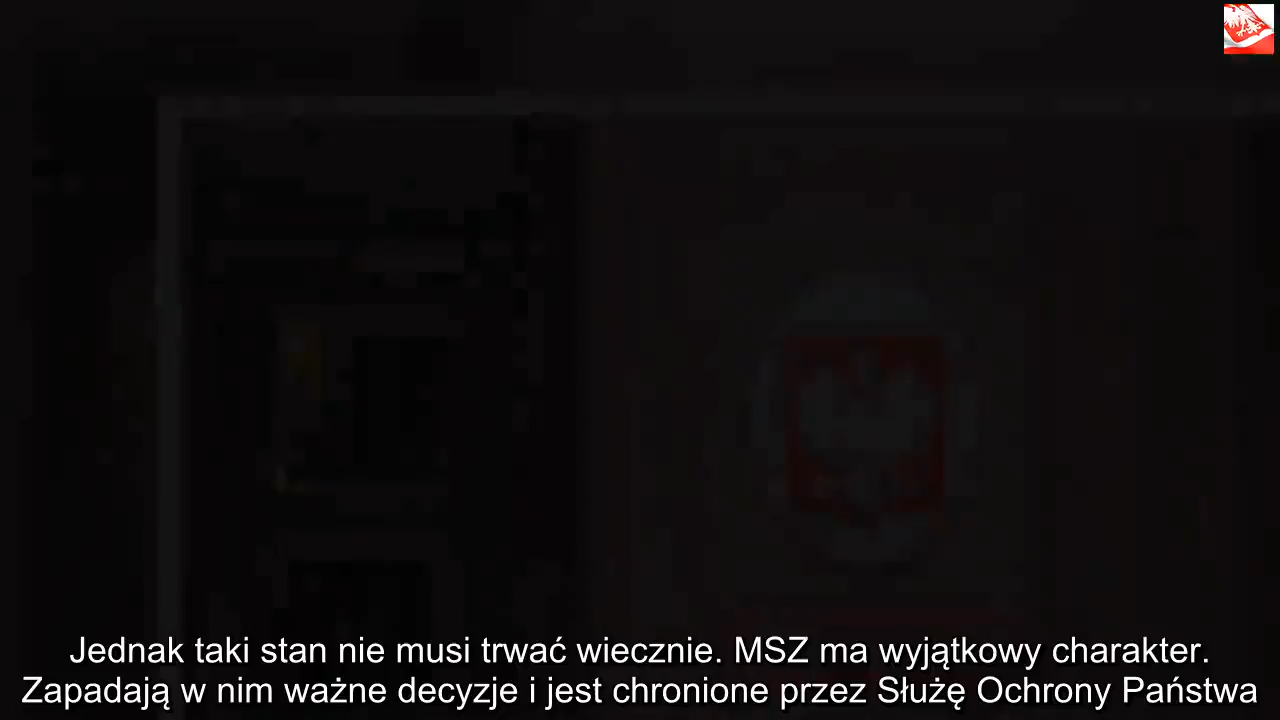 Jednak taki stan nie musi trwać wiecznie. MSZ ma wyjątkowy charakter.
Zapadają w nim ważne decyzje i jest chronione przez Służę Ochrony Państwa